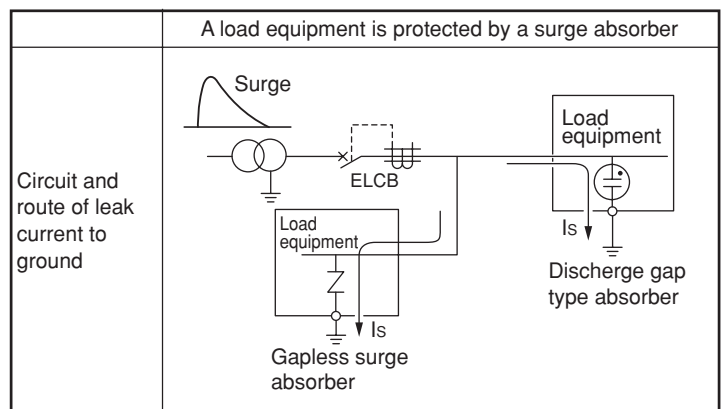 A load equipment is protected by a surge absorber
Circuit and
route of leak
current to
ground
Surge
ELCB
Load
equipment
Is
Discharge gap
type absorber
Load
equipment
Is
Gapless surge
absorber